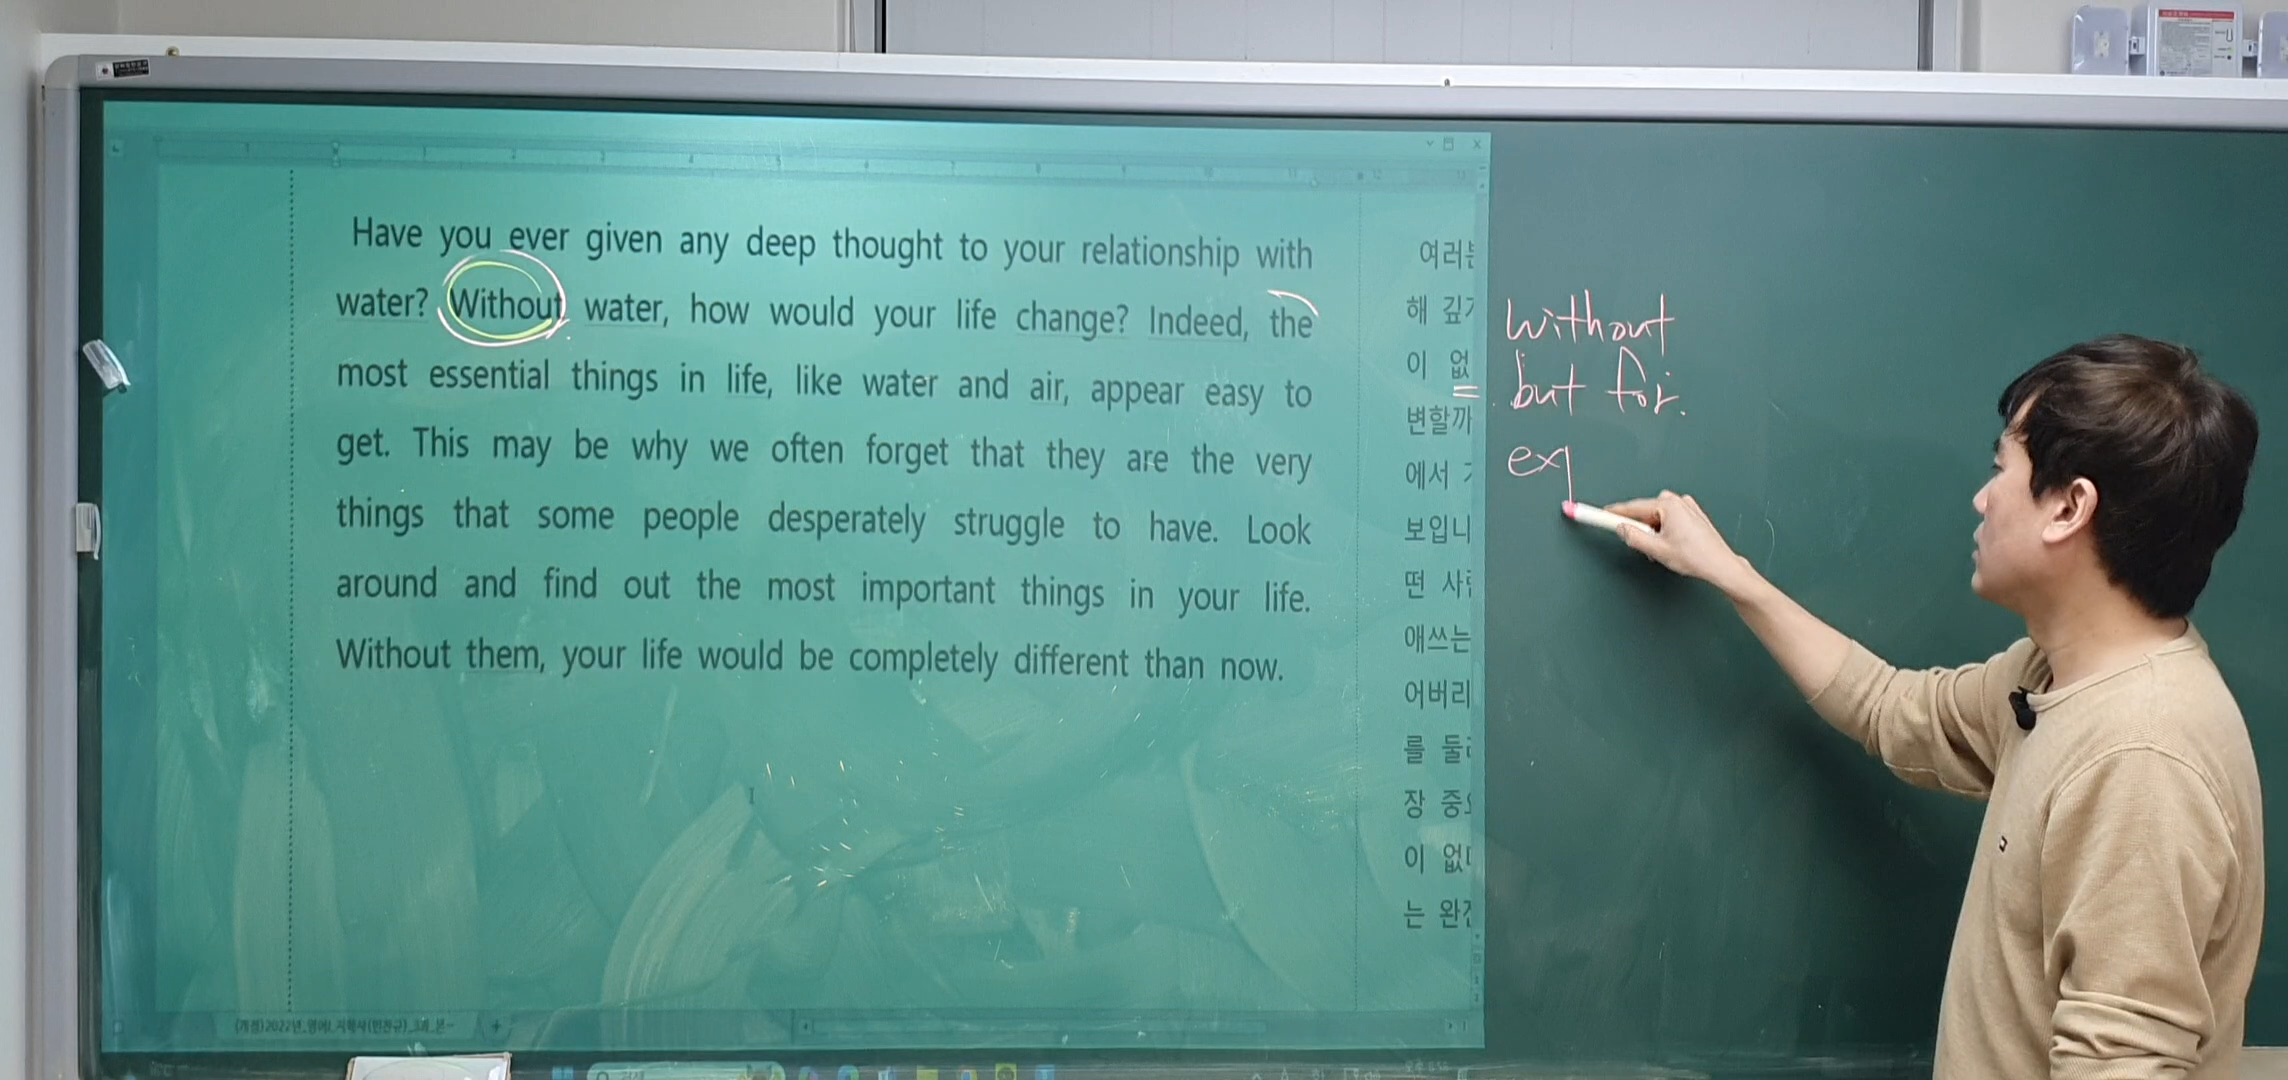 Have you ever given any deep thought to your relationship with
water? Without water, how would your life change? Indeed, the
most essential things in life, like water and air, appear easy to
get. This may be why we often forget that they are the very
things that some people desperately struggle to have. Look
around and find out the most important things in your life.
Without them, your life would be completely different than now.
여러분
해 깊
이 없
변할까
에서
보입니
떤 사
애쓰는
어버리
를 둘
장 중
이 없
는 완
without
= but for.
ex
검색